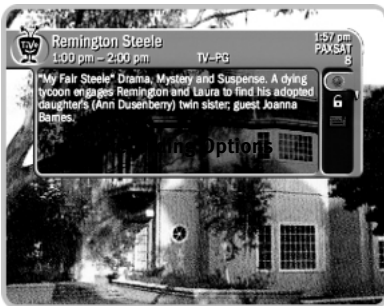 TiVo
Remington Steele
1:00 pm – 2:00 pm
TV-PG
1:57 pm
PAXSAT
8
"My Fair Steele" Drama, Mystery and Suspense. A dying
tycoon engages Remington and Laura to find his adopted
daughter's (Ann Dusenberry) twin sister; guest Joanna
Barnes.
Options